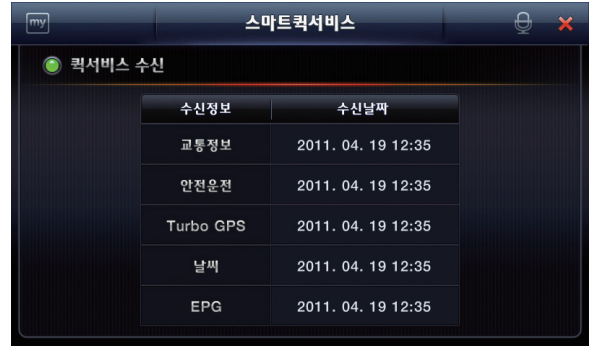 my 스마트퀵서비스
퀵서비스 수신
수신정보 수신날짜
교통정보 2011. 04. 19 12:35
안전운전 2011. 04. 19 12:35
Turbo GPS 2011. 04. 19 12:35
날씨 2011. 04. 19 12:35
EPG 2011. 04. 19 12:35